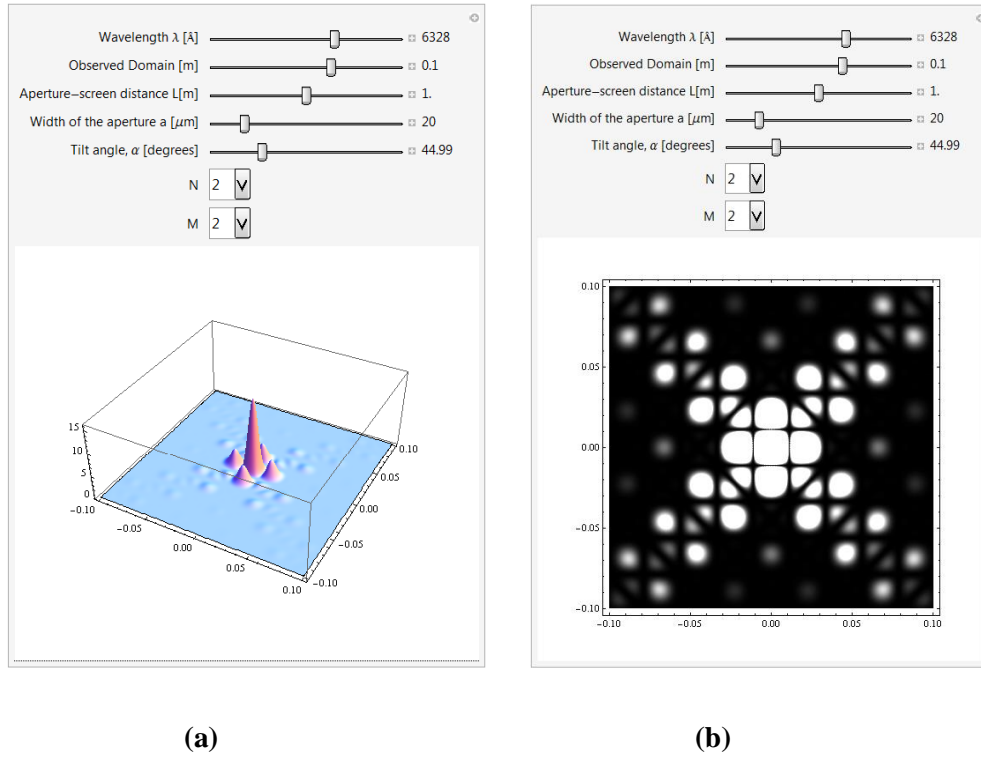 Wavelength λ [Å] 6328
Observed Domain [m] 0.1
Aperture−screen distance L[m] 1.
Width of the aperture a [μm] 20
Tilt angle, α [degrees] 44.99
N 2
M 2
15
10
5
0
−0.10
−0.05
0.00
0.05
0.10
−0.10
−0.05
0.00
0.05
0.10
(a)
Wavelength λ [Å] 6328
Observed Domain [m] 0.1
Aperture−screen distance L[m] 1.
Width of the aperture a [μm] 20
Tilt angle, α [degrees] 44.99
N 2
M 2
0.10
0.05
0.00
−0.05
−0.10
−0.10 −0.05 0.00 0.05 0.10
(b)